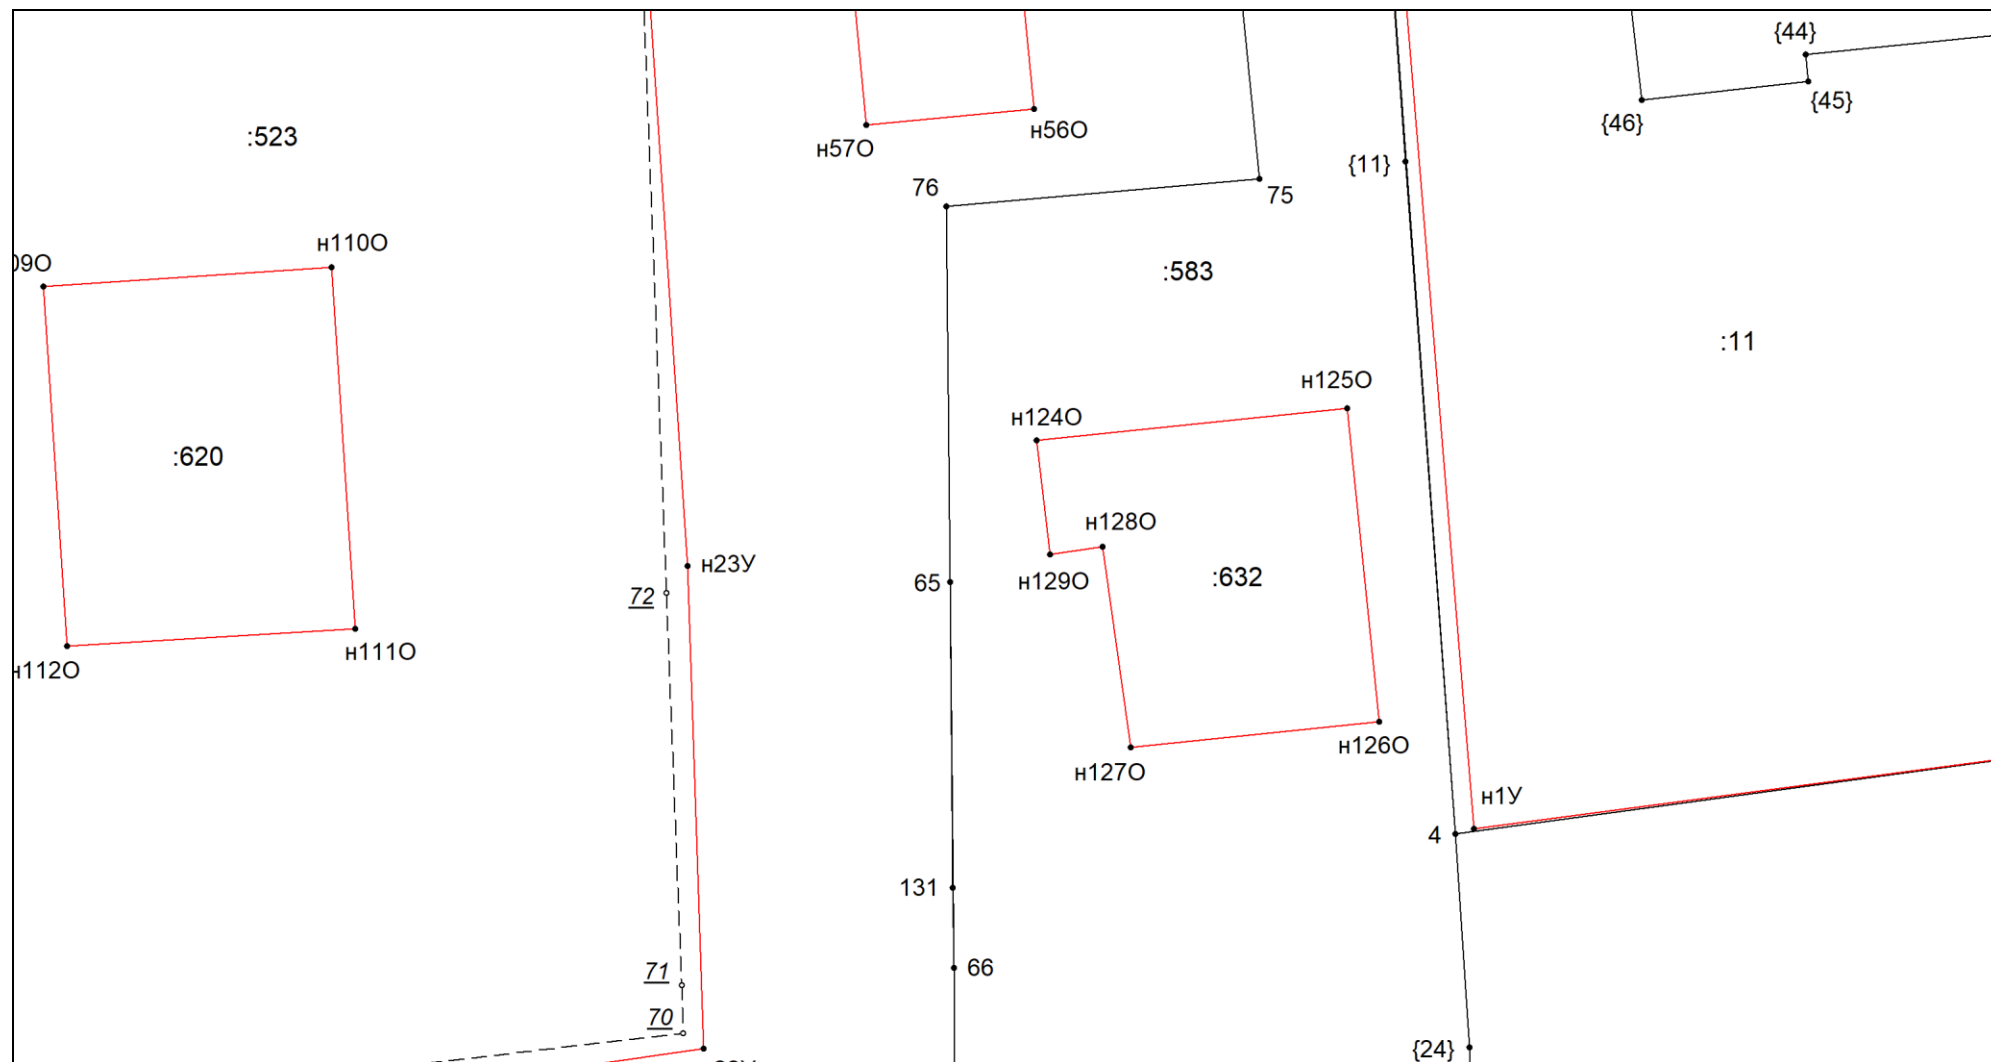 {44}
{45}
{46}
:523
н57О
н56О
{11}
76
75
н110О
09О
:583
:11
н125О
н124О
:620
н128О
н23У
н129О
:632
65
72
н111О
н112О
н126О
н127О
н1У
4
131
66
71
70
{24}